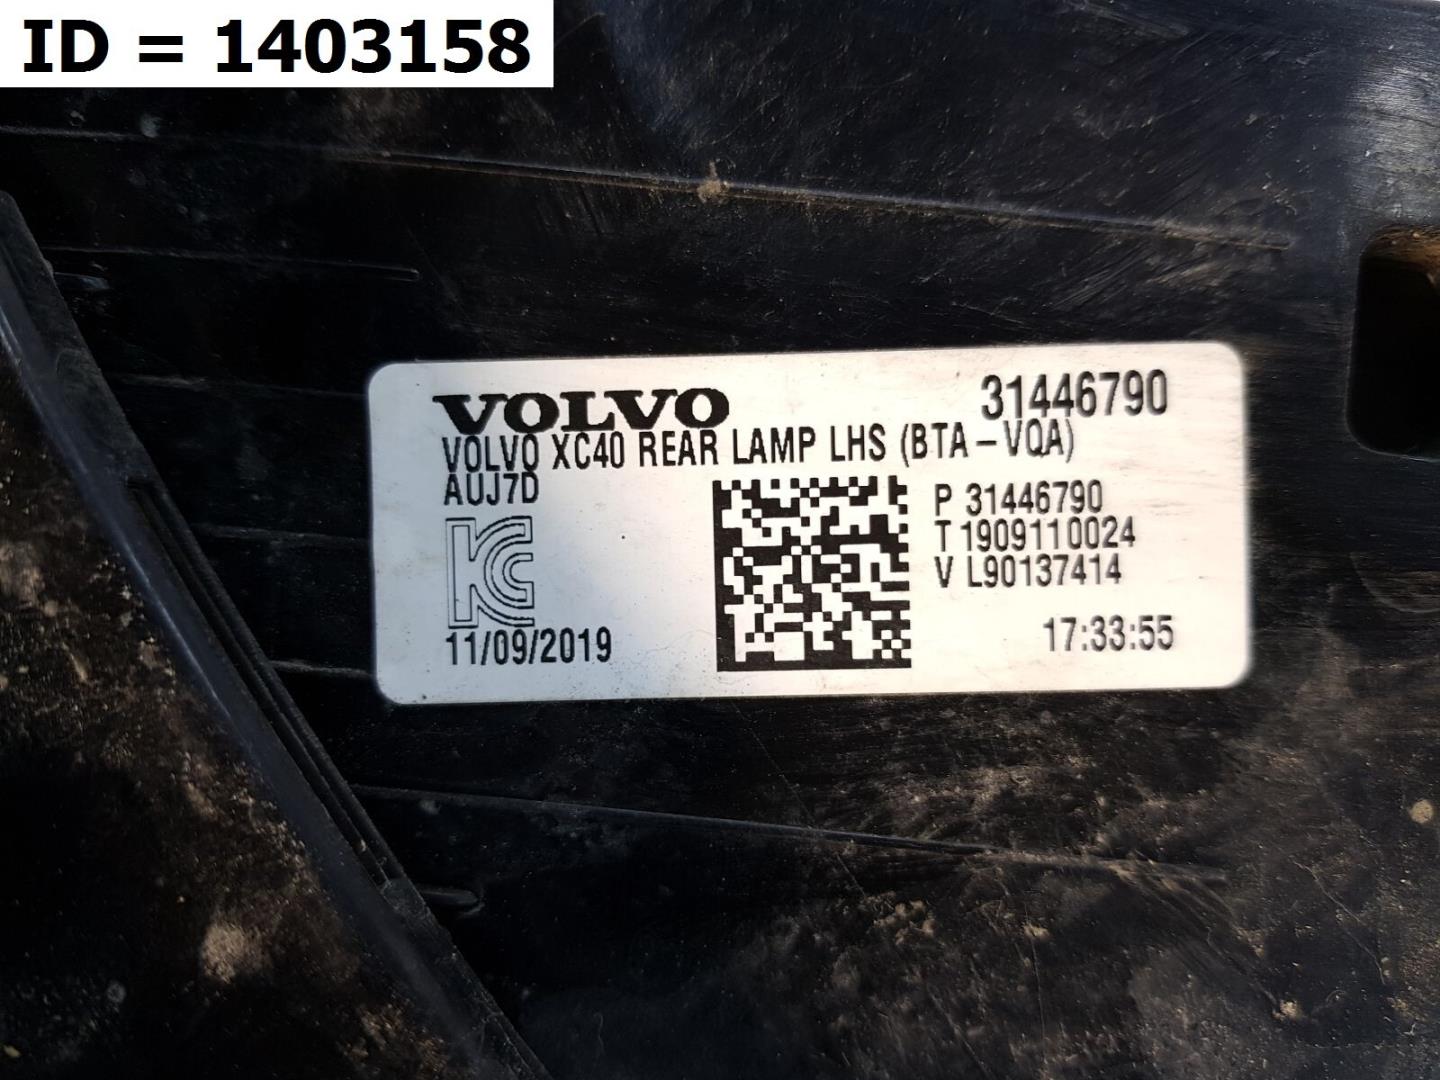 ID = 1403158
VOLVO 31446790
VOLVO XC40 REAR LAMP LHS (BTA-VQA)
AUJ7D
P 31446790
T 1909110024
V L90137414
KC
11/09/2019 17:33:55